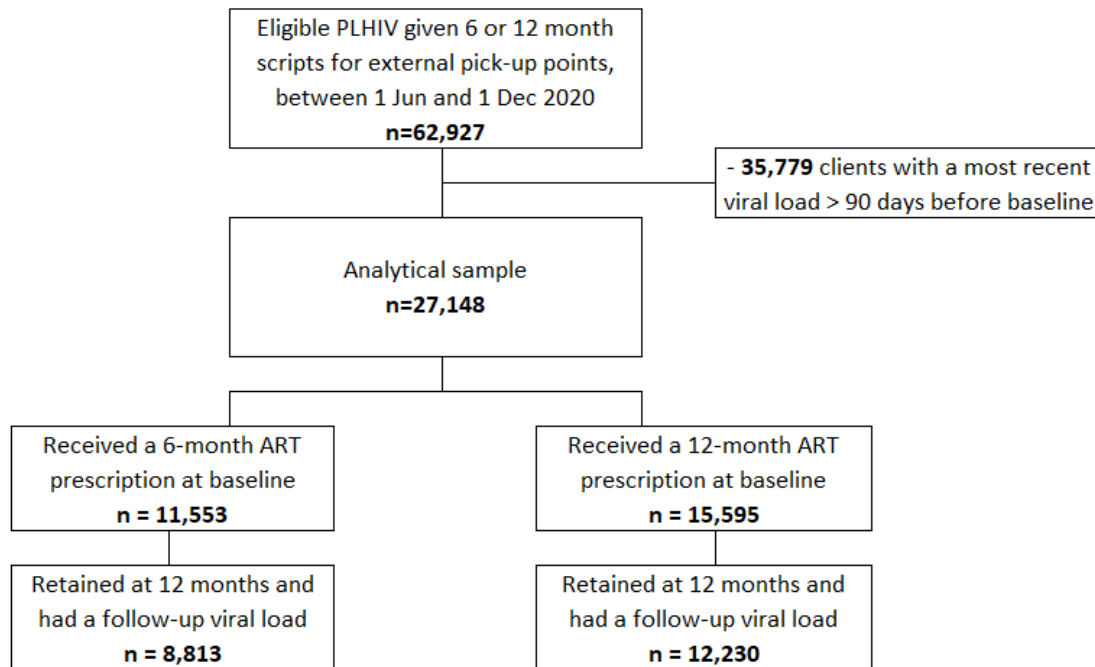 Eligible PLHIV given 6 or 12 month
scripts for external pick-up points,
between 1 Jun and 1 Dec 2020
n=62,927
- 35,779 clients with a most recent
viral load > 90 days before baseline
Analytical sample
n=27,148
Received a 6-month ART
prescription at baseline
n = 11,553
Received a 12-month ART
prescription at baseline
n = 15,595
Retained at 12 months and
had a follow-up viral load
n = 8,813
Retained at 12 months and
had a follow-up viral load
n = 12,230